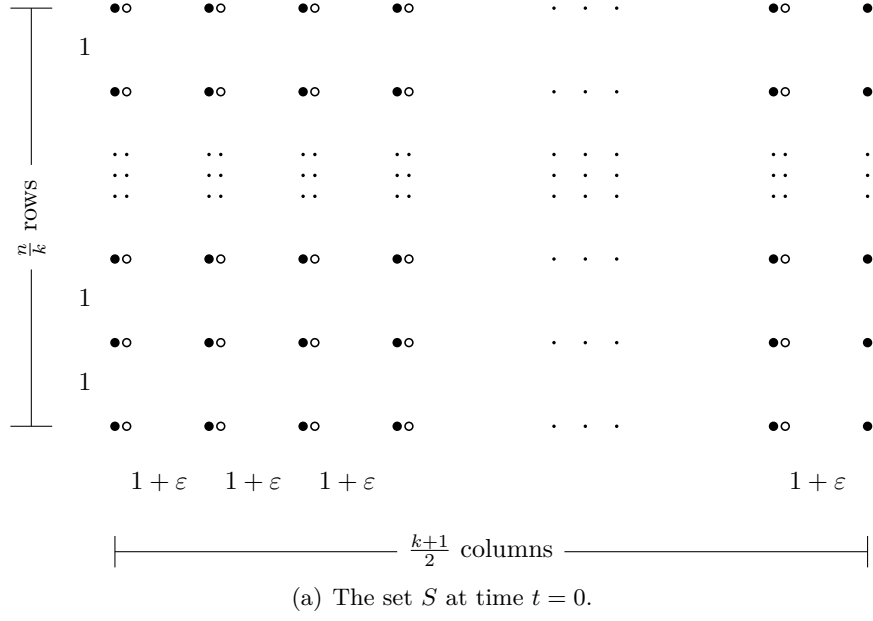 1
n/k rows
1
1
1 + ε 1 + ε 1 + ε 1 + ε
(k+1)/2 columns
(a) The set S at time t = 0.